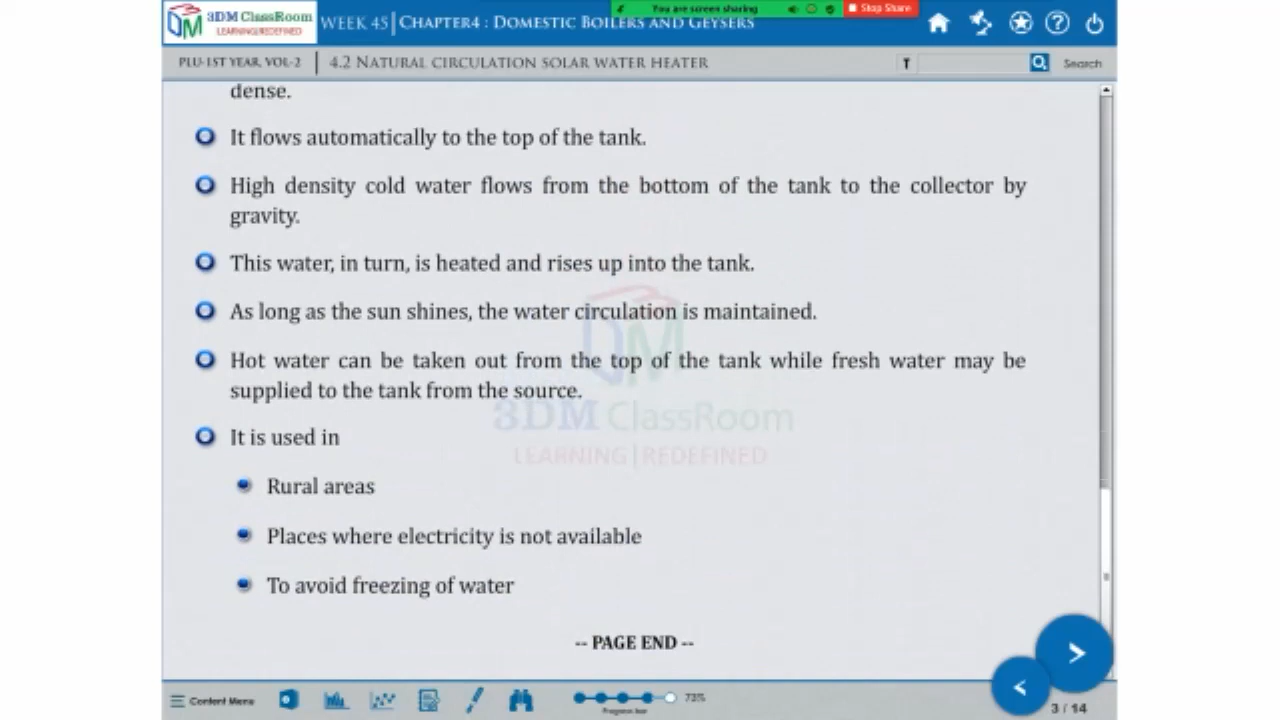 You are screen sharing
Stop Share
3DM ClassRoom
LEARNING|REDEFINED
WEEK 45
CHAPTER4 : DOMESTIC BOILERS AND GEYSERS
PLU-1ST YEAR, VOL-2
4.2 NATURAL CIRCULATION SOLAR WATER HEATER
T
Search
dense.
It flows automatically to the top of the tank.
High density cold water flows from the bottom of the tank to the collector by
gravity.
This water, in turn, is heated and rises up into the tank.
As long as the sun shines, the water circulation is maintained.
Hot water can be taken out from the top of the tank while fresh water may be
supplied to the tank from the source.
3DM ClassRoom
LEARNING|REDEFINED
It is used in
Rural areas
Places where electricity is not available
To avoid freezing of water
-- PAGE END --
Content Menu
Progress bar
3 / 14